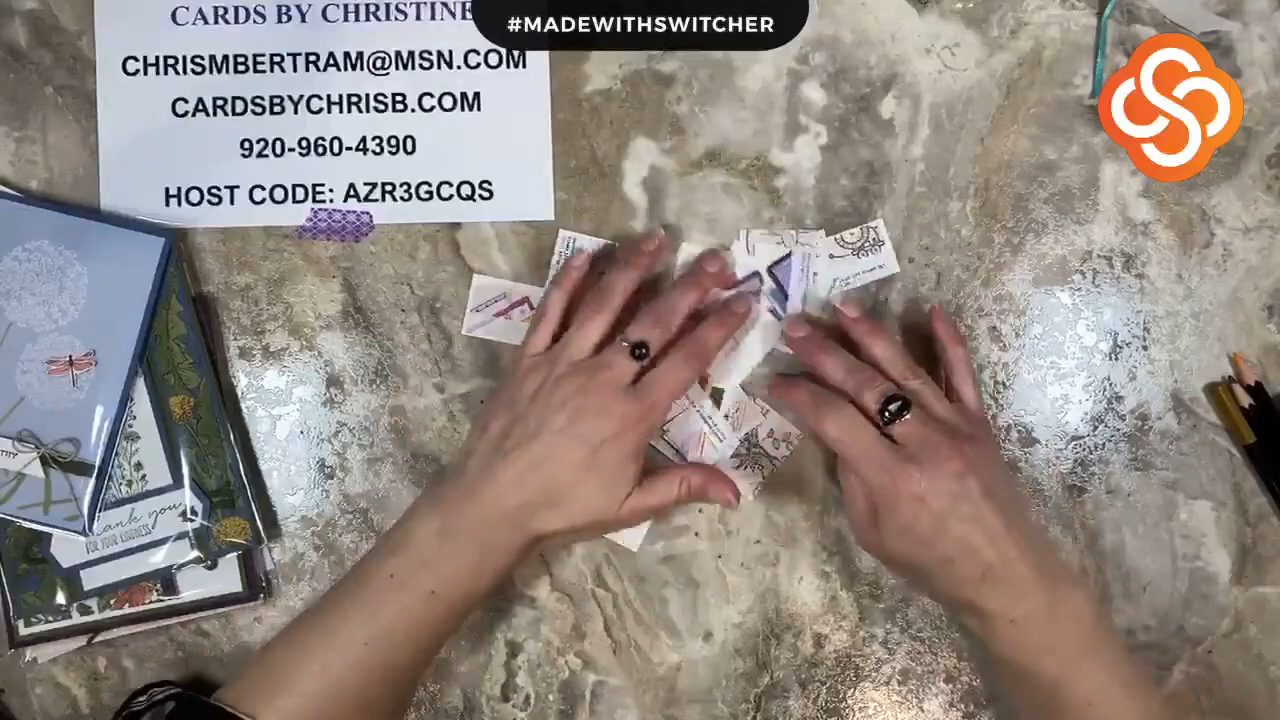 #MADEWITHSWITCHER
CARDS BY CHRISTINE
CHRISMBERTRAM@MSN.COM
CARDSBYCHRISB.COM
920-960-4390
HOST CODE: AZR3GCQS
hank you
FOR YOUR KINDNESS